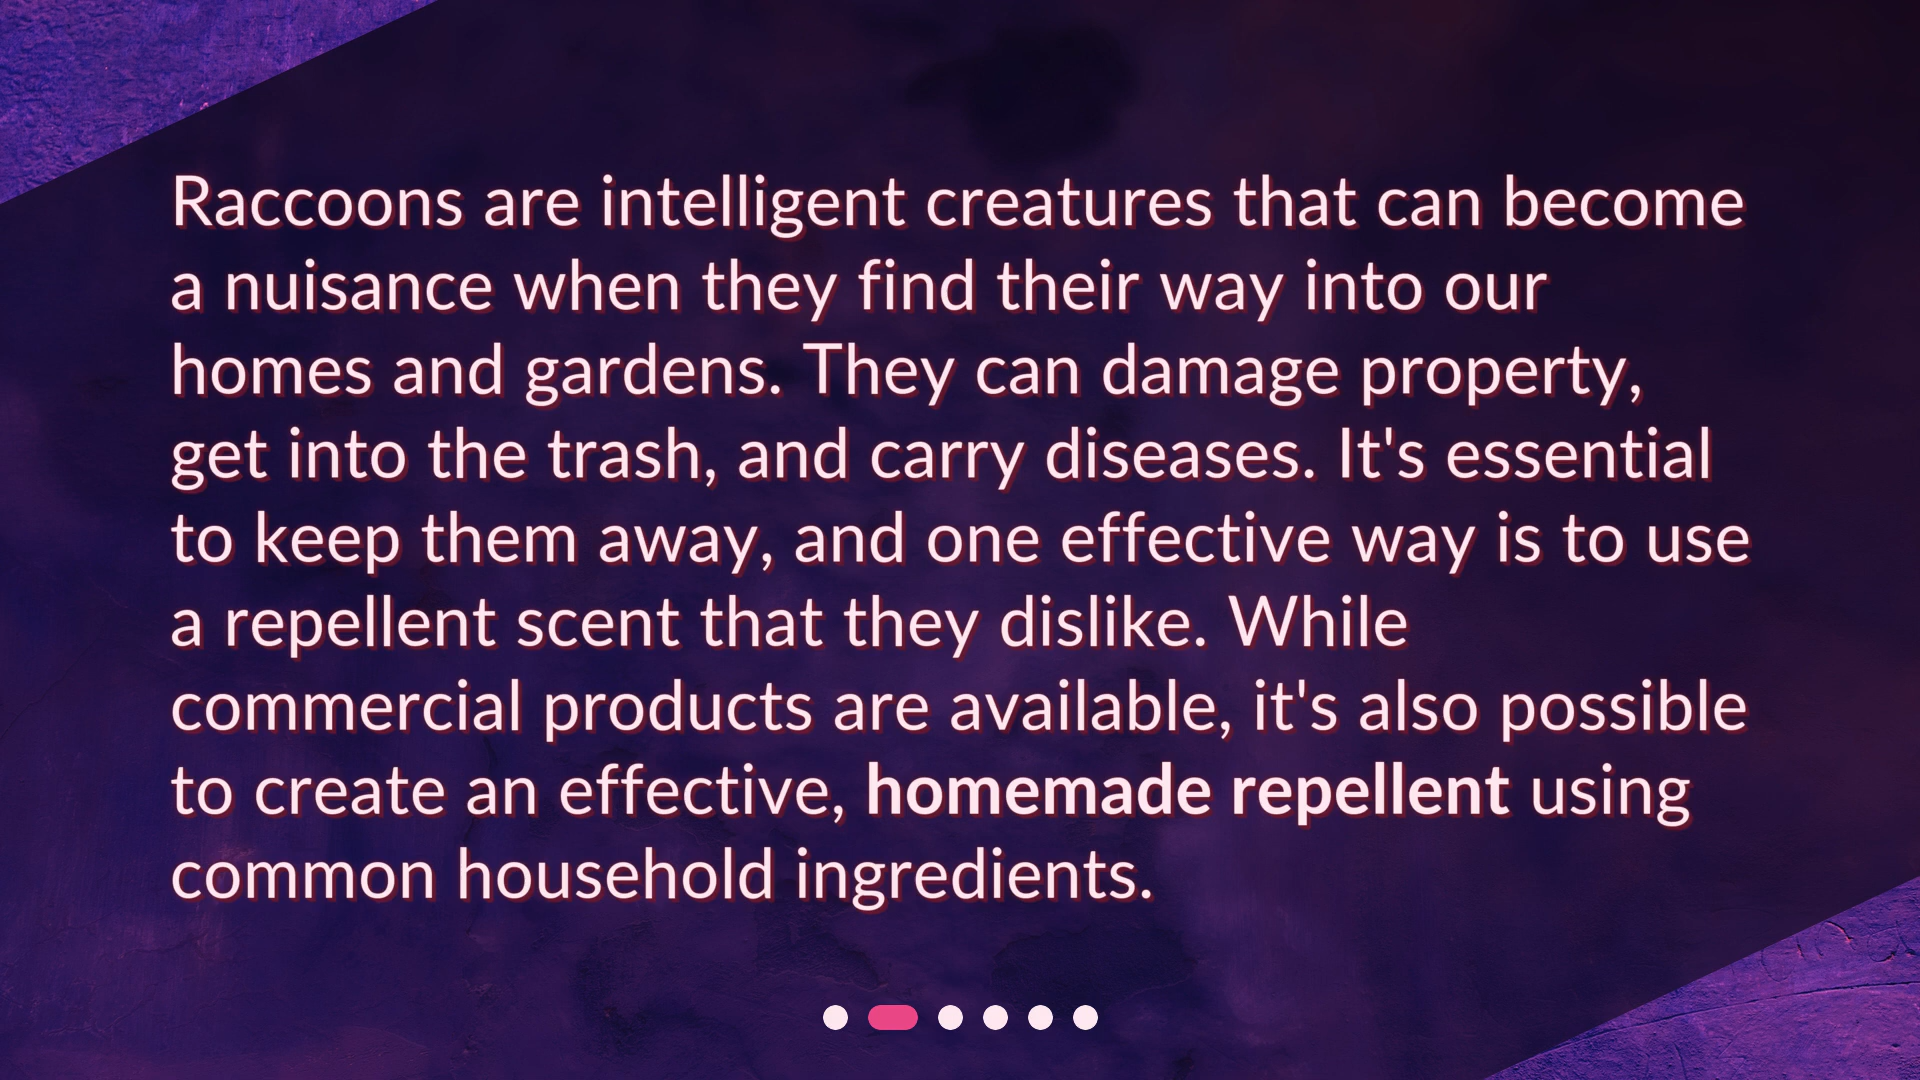 Raccoons are intelligent creatures that can become
a nuisance when they find their way into our
homes and gardens. They can damage property,
get into the trash, and carry diseases. It's essential
to keep them away, and one effective way is to use
a repellent scent that they dislike. While
commercial products are available, it's also possible
to create an effective, homemade repellent using
common household ingredients.